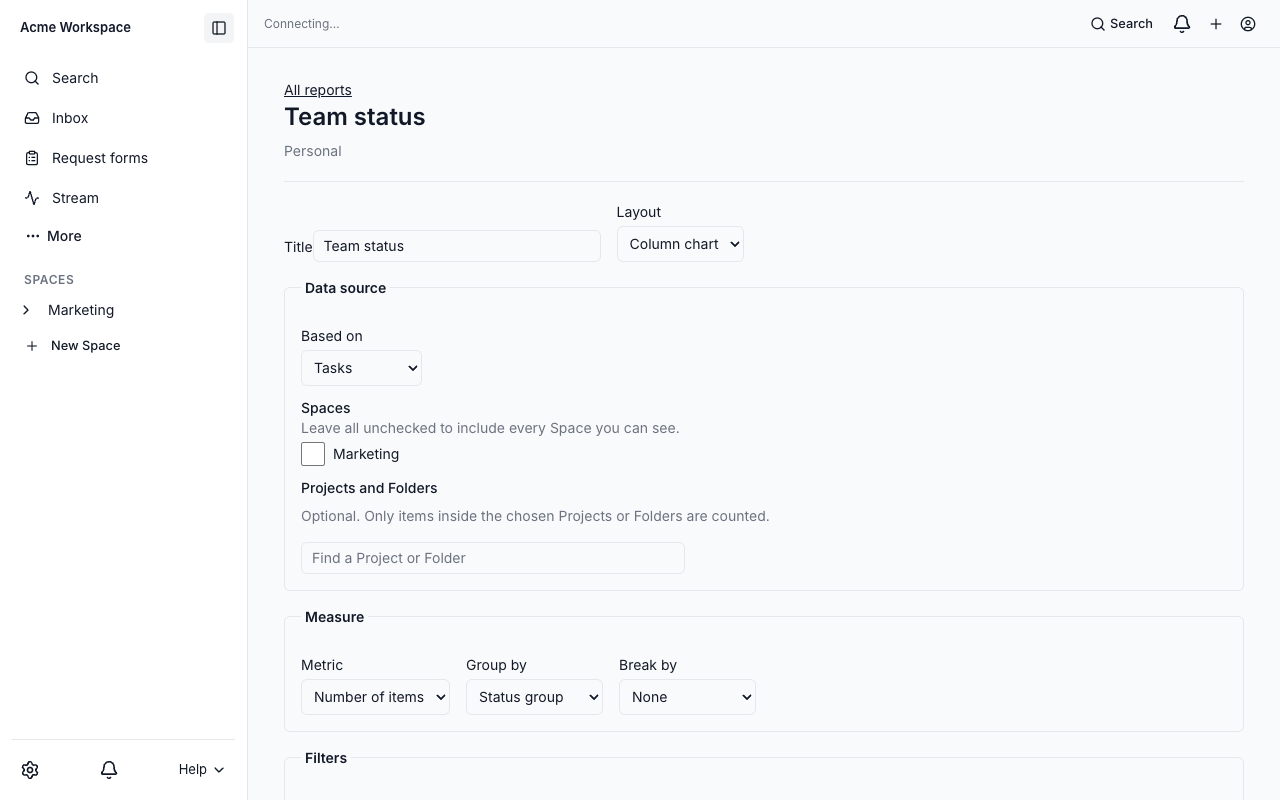 Acme Workspace
Search
Inbox
Request forms
Stream
More
SPACES
Marketing
New Space
Help
Connecting...
Search
All reports
Team status
Personal
Title
Team status
Layout
Column chart
Data source
Based on
Tasks
Spaces
Leave all unchecked to include every Space you can see.
Marketing
Projects and Folders
Optional. Only items inside the chosen Projects or Folders are counted.
Find a Project or Folder
Measure
Metric Group by Break by
Number of items Status group None
Filters